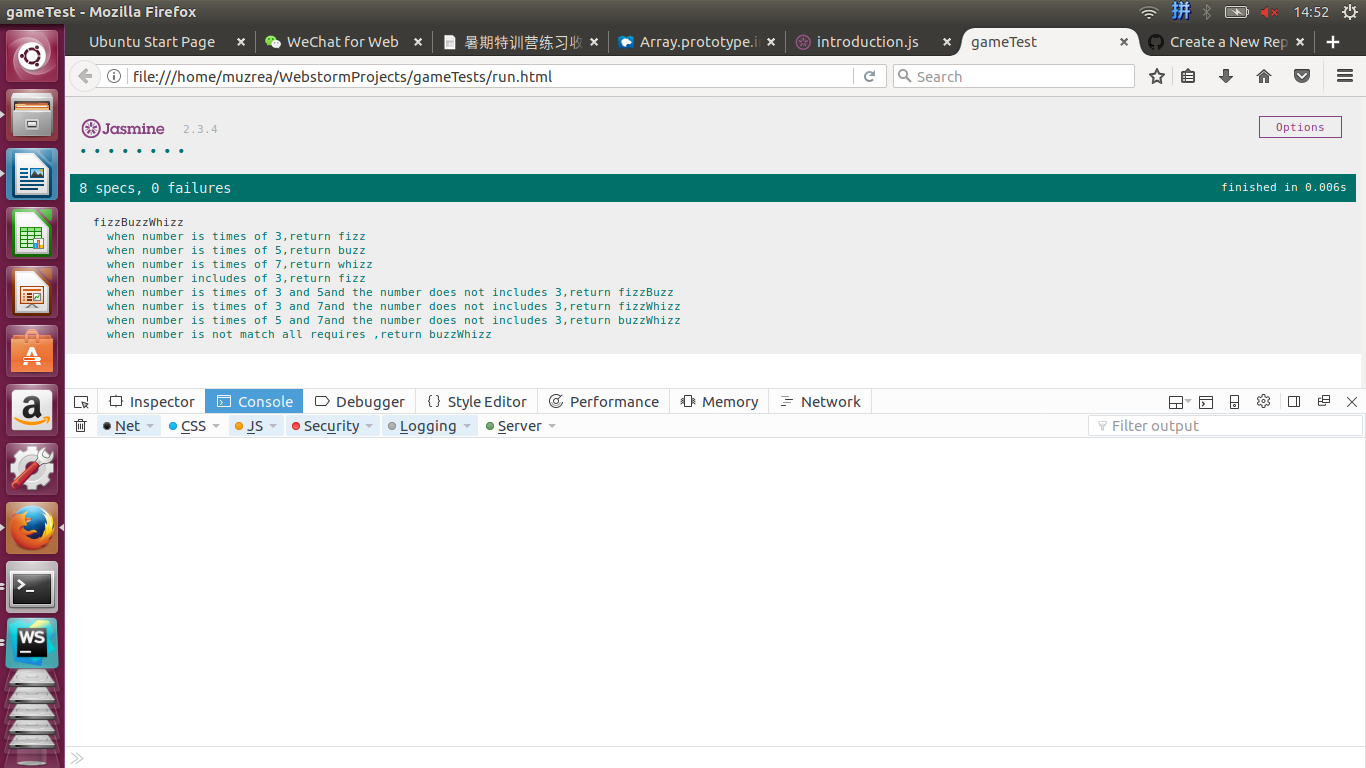 gameTest - Mozilla Firefox
拼
14:52
Ubuntu Start Page
WeChat for Web
暑期特训营练习收
Array.prototype.i
introduction.js
gameTest
Create a New Rep
file:///home/muzrea/WebstormProjects/gameTests/run.html
Search
Jasmine 2.3.4
Options
8 specs, 0 failures
finished in 0.006s
fizzBuzzWhizz
when number is times of 3,return fizz
when number is times of 5,return buzz
when number is times of 7,return whizz
when number includes of 3,return fizz
when number is times of 3 and 5and the number does not includes 3,return fizzBuzz
when number is times of 3 and 7and the number does not includes 3,return fizzWhizz
when number is times of 5 and 7and the number does not includes 3,return buzzWhizz
when number is not match all requires ,return buzzWhizz
Inspector
Console
Debugger
Style Editor
Performance
Memory
Network
Net
CSS
JS
Security
Logging
Server
Filter output
WS